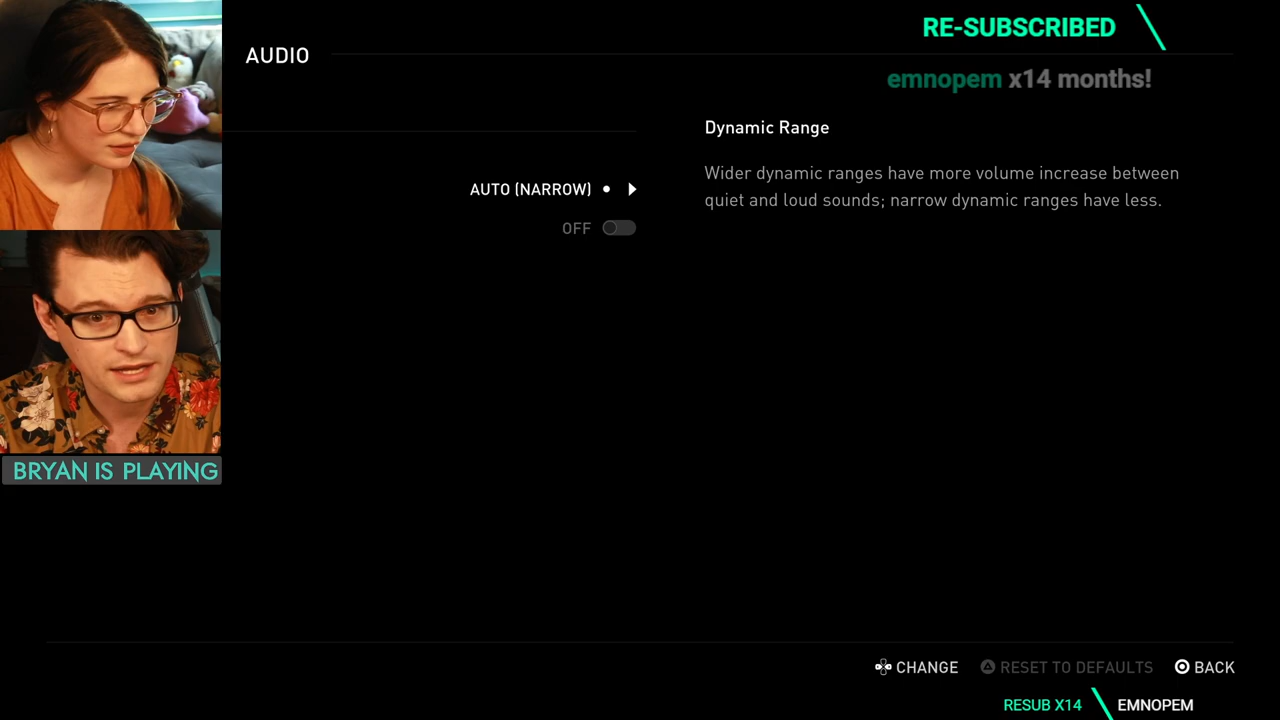 RE-SUBSCRIBED
emnopem x14 months!
AUDIO
Dynamic Range
Wider dynamic ranges have more volume increase between
quiet and loud sounds; narrow dynamic ranges have less.
AUTO (NARROW)
OFF
BRYAN IS PLAYING
CHANGE
RESET TO DEFAULTS
BACK
RESUB X14
EMNOPEM